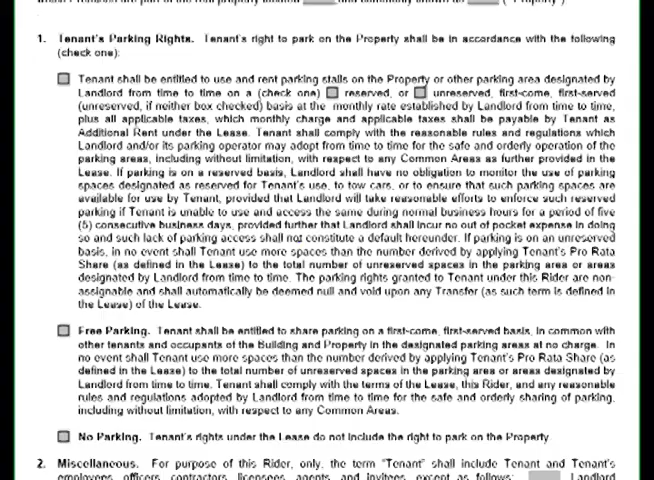 1. Tenant's Parking Rights. Tenant's right to park on the Property shall be in accordance with the following
(check one):
Tenant shall be entitled to use and rent parking stalls on the Property or other parking area designated by
Landlord from time to time on a (check one) reserved, or unreserved, first-come, first-served
(unreserved, if neither box checked) basis at the monthly rate established by Landlord from time to time,
plus all applicable taxes, which monthly charge and applicable taxes shall be payable by Tenant as
Additional Rent under the Lease. Tenant shall comply with the reasonable rules and regulations which
Landlord and/or its parking operator may adopt from time to time for the safe and orderly operation of the
parking areas, including without limitation, with respect to any Common Areas as further provided in the
Lease. If parking is on a reserved basis, Landlord shall have no obligation to monitor the use of parking
spaces designated as reserved for Tenant's use, to tow cars, or to ensure that such parking spaces are
available for use by Tenant, provided that Landlord will take reasonable efforts to enforce such reserved
parking if Tenant is unable to use and access the same during normal business hours for a period of five
(5) consecutive business days, provided further that Landlord shall incur no out of pocket expense in doing
so and such lack of parking access shall not constitute a default hereunder. If parking is on an unreserved
basis, in no event shall Tenant use more spaces than the number derived by applying Tenant's Pro Rata
Share (as defined in the Lease) to the total number of unreserved spaces in the parking area or areas
designated by Landlord from time to time. The parking rights granted to Tenant under this Rider are non-
assignable and shall automatically be deemed null and void upon any Transfer (as such term is defined in
the Lease) of the Lease.
Free Parking. Tenant shall be entitled to share parking on a first-come, first-served basis, in common with
other tenants and occupants of the Building and Property in the designated parking areas at no charge. In
no event shall Tenant use more spaces than the number derived by applying Tenant's Pro Rata Share (as
defined in the Lease) to the total number of unreserved spaces in the parking area or areas designated by
Landlord from time to time. Tenant shall comply with the terms of the Lease, this Rider, and any reasonable
rules and regulations adopted by Landlord from time to time for the safe and orderly sharing of parking,
including without limitation, with respect to any Common Areas.
No Parking. Tenant's rights under the Lease do not include the right to park on the Property
2. Miscellaneous. For purpose of this Rider, only, the term "Tenant" shall include Tenant and Tenant's
employees, officers, contractors, licensees, agents, and invitees, except as follows: Landlord